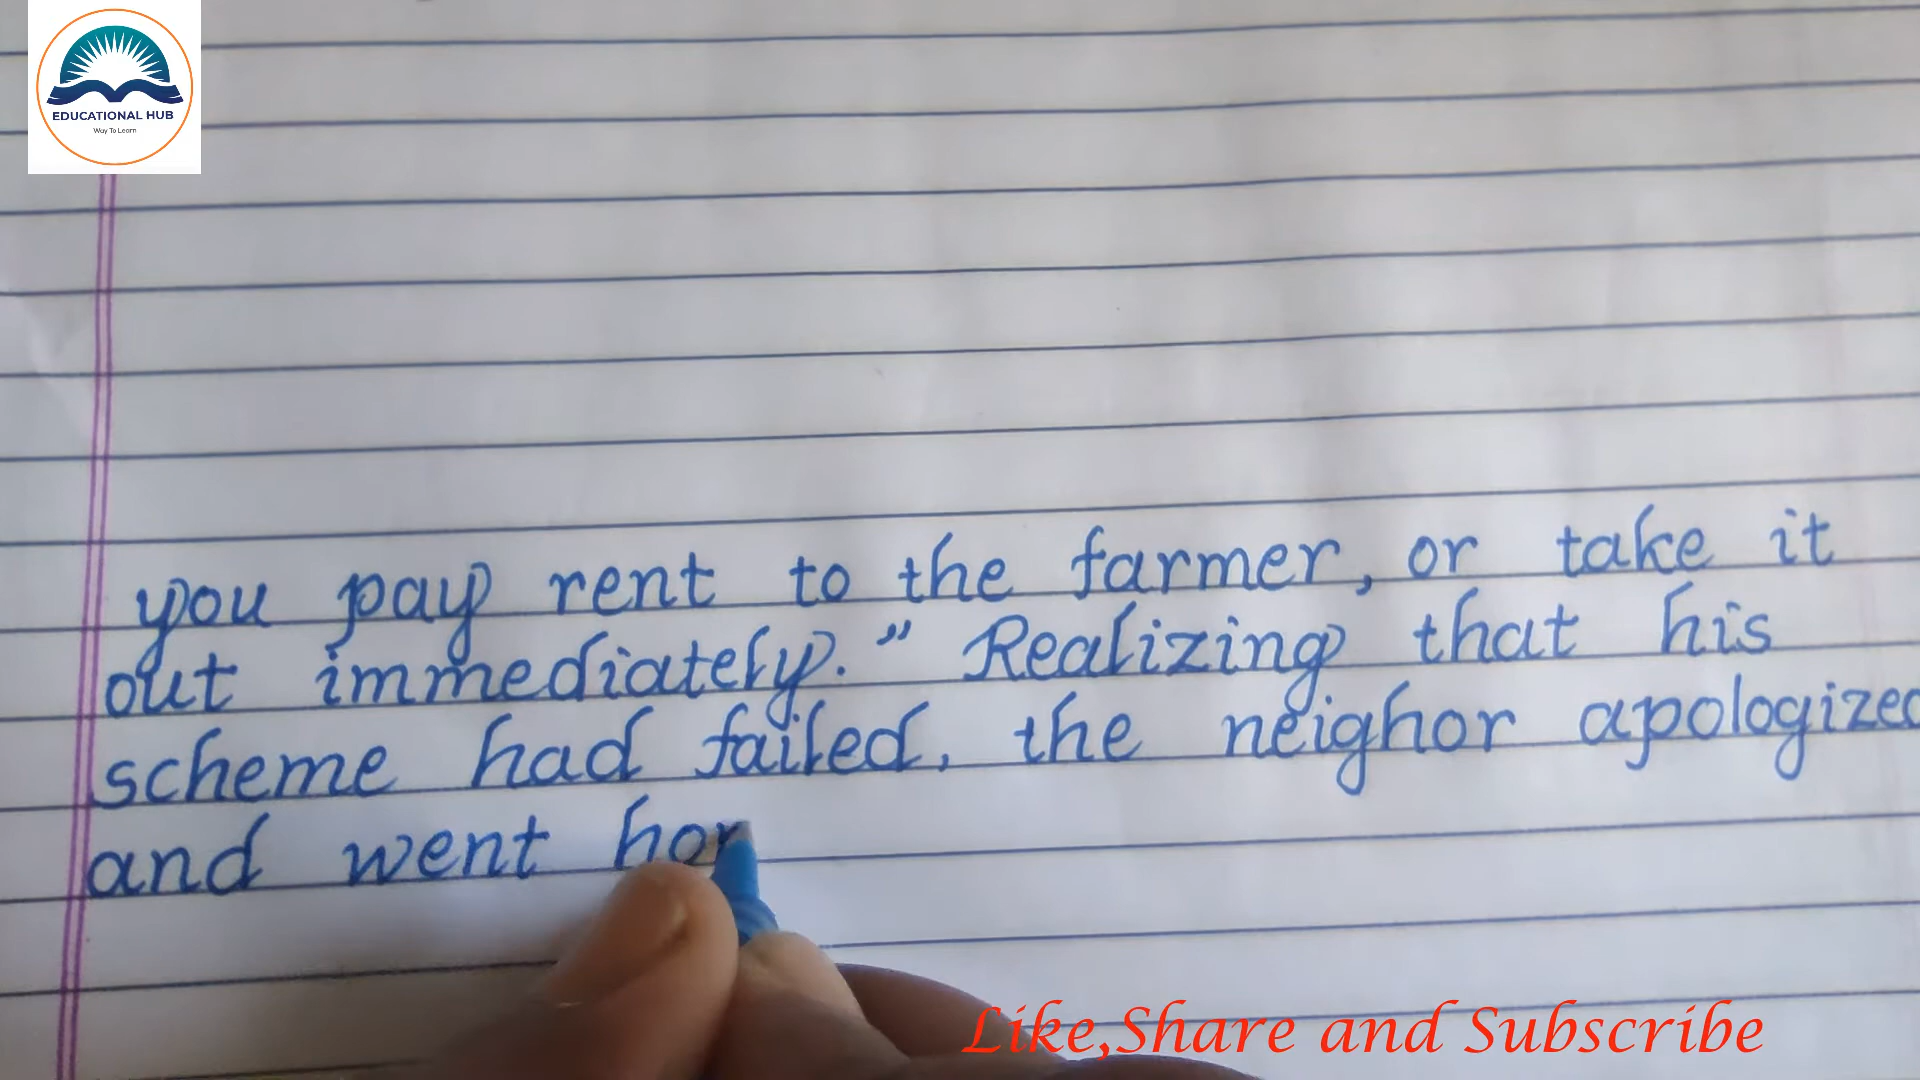 EDUCATIONAL HUB
Way To Learn
you pay rent to the farmer, or take it
out immediately.” Realizing that his
scheme had failed, the neighor apologized
and went
Like,Share and Subscribe